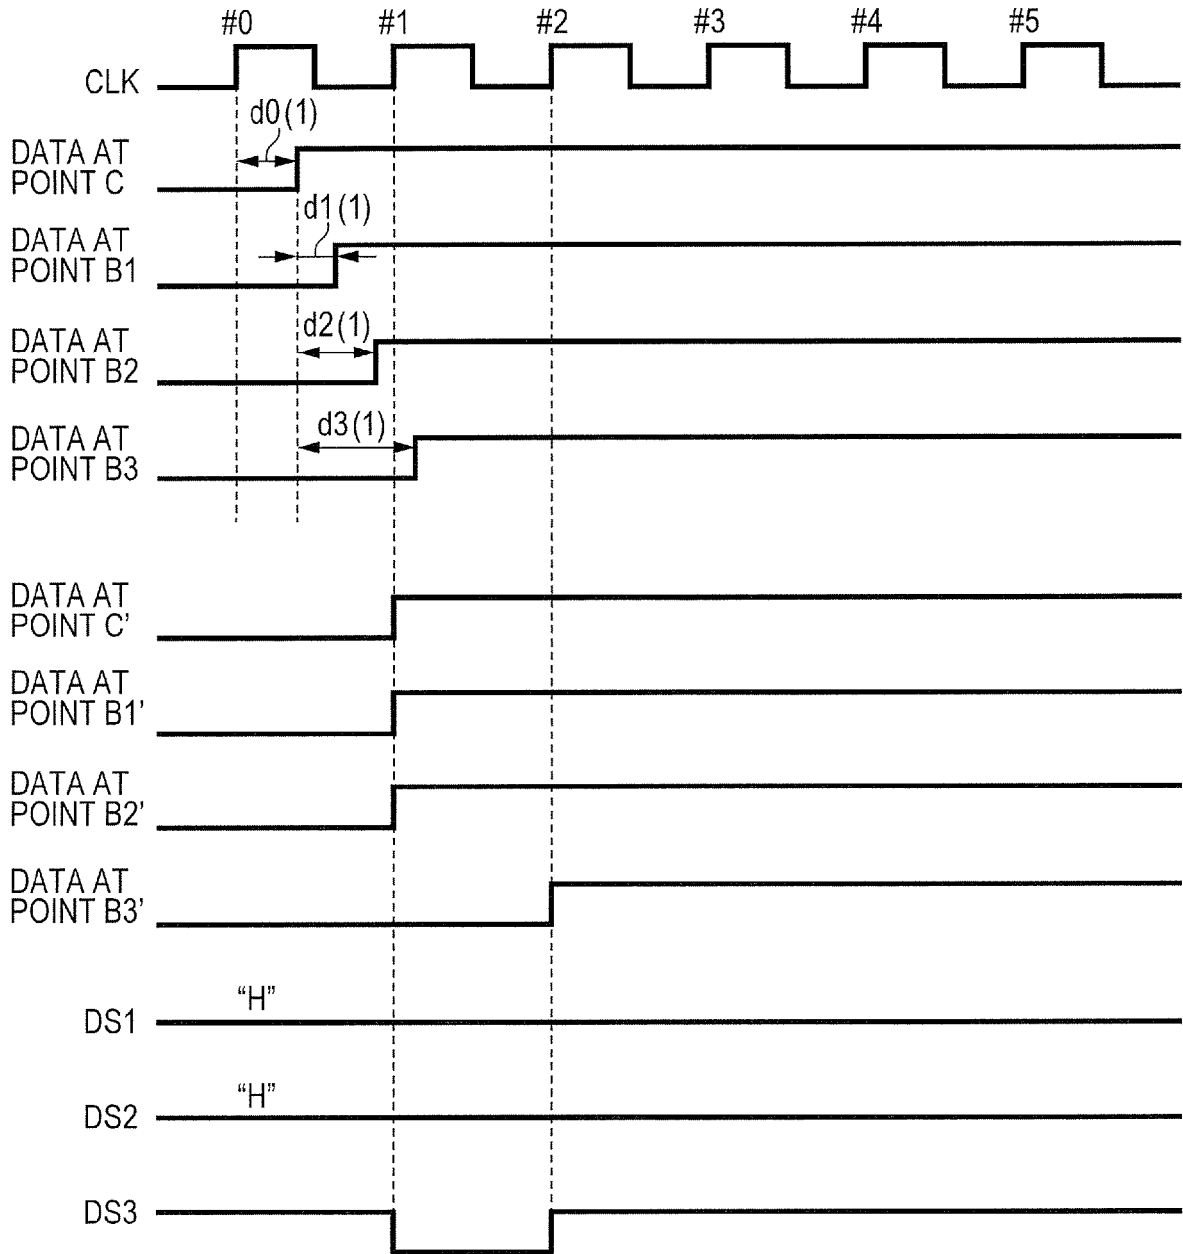 #0 #1 #2 #3 #4 #5
CLK
d0(1)
DATA AT
POINT C
d1(1)
DATA AT
POINT B1
d2(1)
DATA AT
POINT B2
d3(1)
DATA AT
POINT B3
DATA AT
POINT C’
DATA AT
POINT B1’
DATA AT
POINT B2’
DATA AT
POINT B3’
“H”
DS1
“H”
DS2
DS3